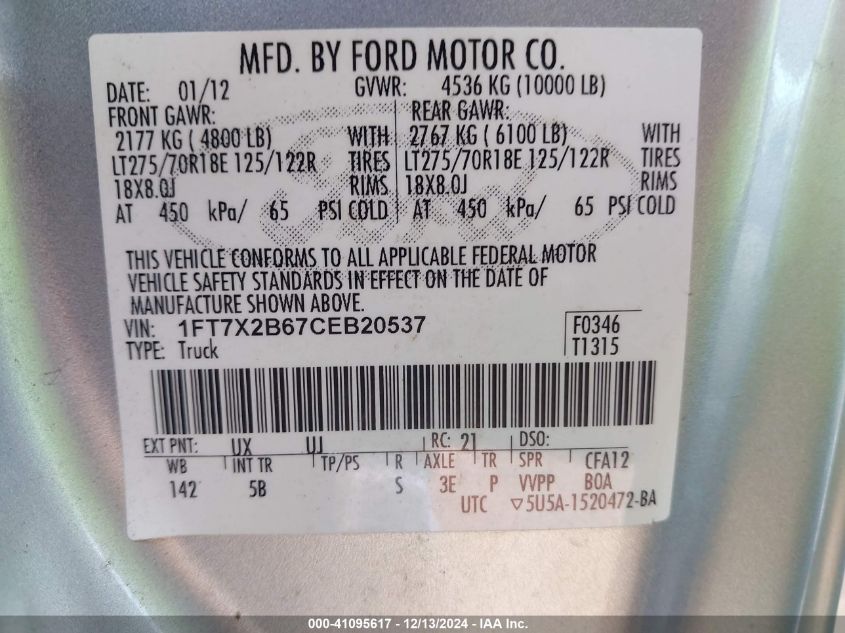 MFD. BY FORD MOTOR CO.
DATE: 01/12 GVWR: 4536 KG (10000 LB)
FRONT GAWR: REAR GAWR:
2177 KG ( 4800 LB) WITH 2767 KG ( 6100 LB) WITH
LT275/70R18E 125/122R TIRES LT275/70R18E 125/122R TIRES
18X8.0J RIMS 18X8.0J RIMS
AT 450 kPa/ 65 PSI COLD AT 450 kPa/ 65 PSI COLD
THIS VEHICLE CONFORMS TO ALL APPLICABLE FEDERAL MOTOR
VEHICLE SAFETY STANDARDS IN EFFECT ON THE DATE OF
MANUFACTURE SHOWN ABOVE.
VIN: 1FT7X2B67CEB20537 F0346
TYPE: Truck T1315
EXT PNT: UX UJ RC: 21 DSO:
WB INT TR TP/PS R AXLE TR SPR CFA12
142 5B S 3E P VVPP BOA
UTC ▽5U5A-1520472-BA
000-41095617 - 12/13/2024 - IAA Inc.